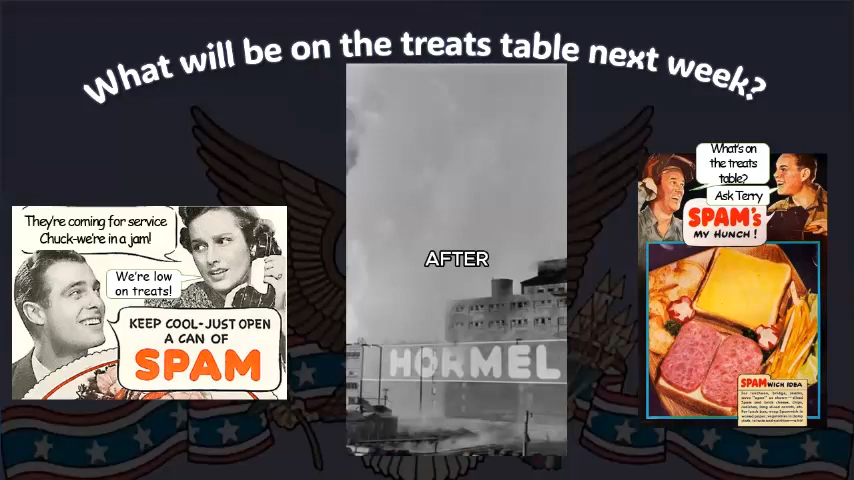 What will be on the treats table next week?
They're coming for service
Chuck-we're in a jam!
We're low
on treats!
KEEP COOL-JUST OPEN
A CAN OF
SPAM
AFTER
HORMEL
What's on
the treats
table?
Ask Terry
SPAM's
MY HUNCH!
SPAMWICH IDEA